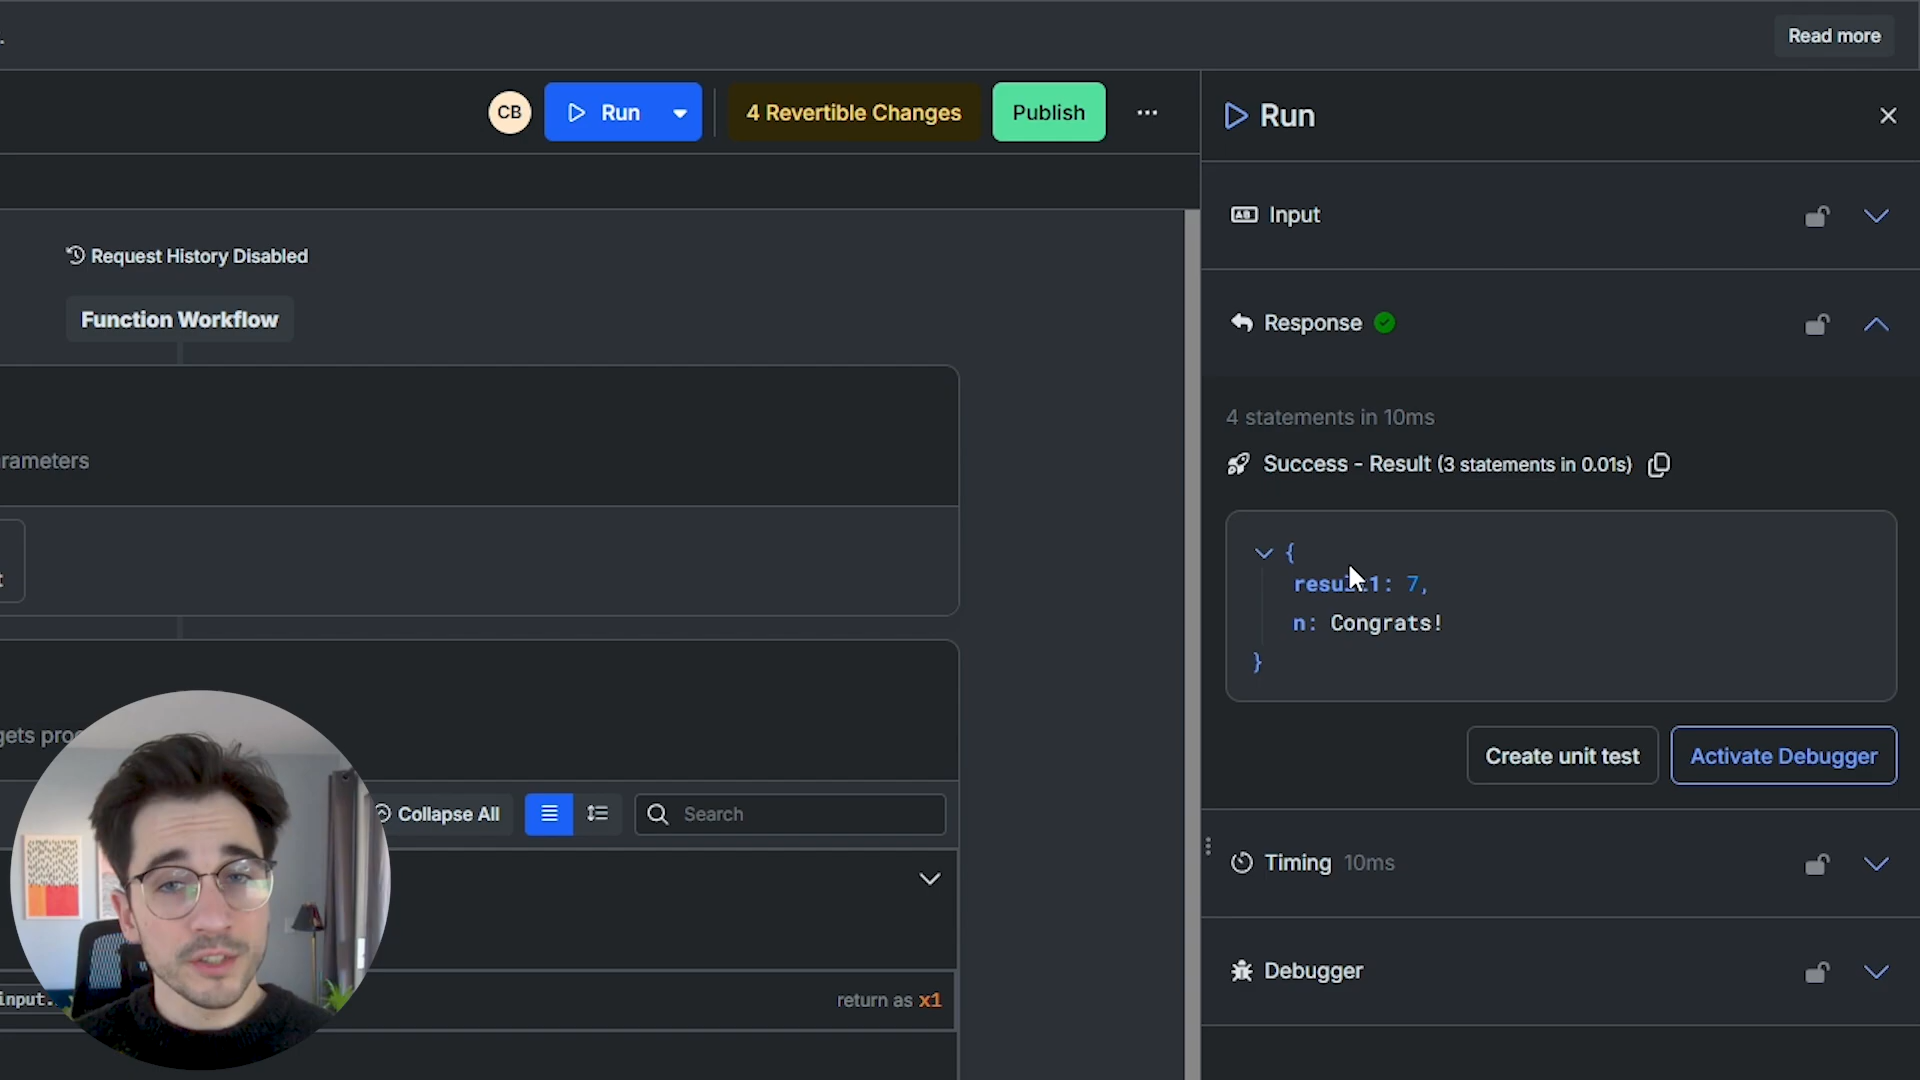 Read more
CB
Run
4 Revertible Changes
Publish
Run
Input
Request History Disabled
Function Workflow
Response
4 statements in 10ms
rameters
Success - Result (3 statements in 0.01s)
{
result1: 7,
n: Congrats!
}
gets proc
Create unit test
Activate Debugger
Collapse All
Search
Timing 10ms
Debugger
input.
return as x1